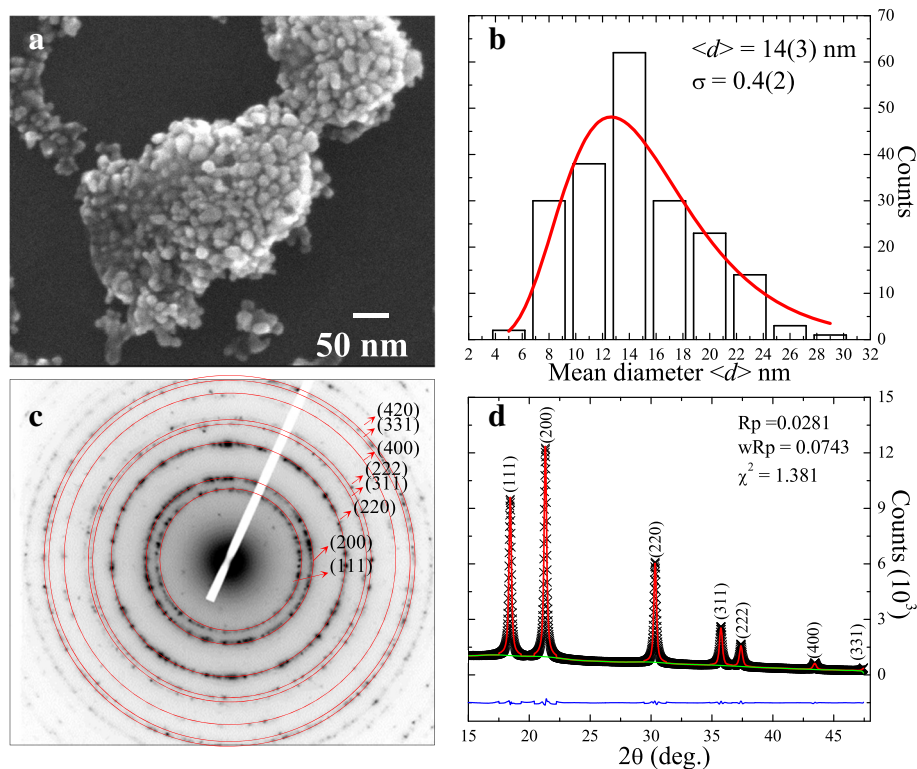 a
50 nm
b
<d> = 14(3) nm
σ = 0.4(2)
70
60
50
40
30
20
10
0
Counts
2 4 6 8 10 12 14 16 18 20 22 24 26 28 30 32
Mean diameter <d> nm
c
(420)
(331)
(400)
(222)
(311)
(220)
(200)
(111)
d
Rp =0.0281
wRp = 0.0743
χ² = 1.381
(111)
(200)
(220)
(311)
(222)
(400)
(331)
15
12
9
6
3
0
Counts (10³)
15 20 25 30 35 40 45
2θ (deg.)